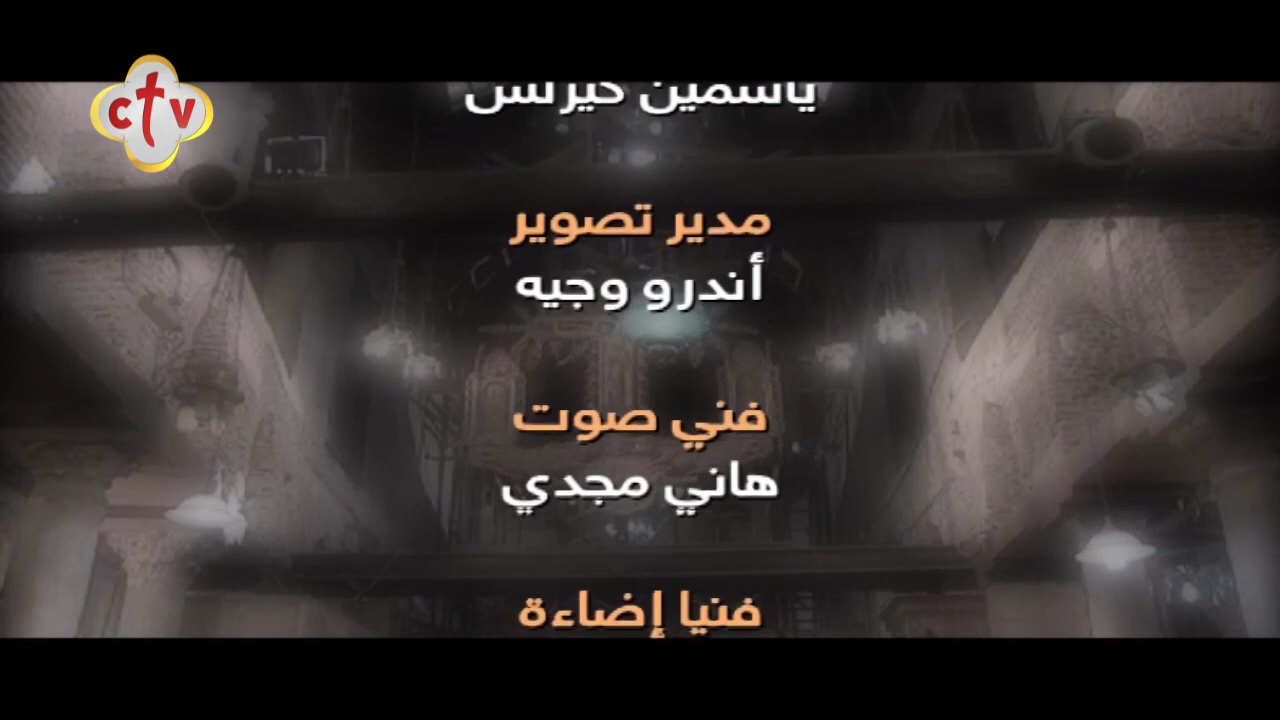 ctv
ياسمين كيرلس
مدير تصوير
أندرو وجيه
فني صوت
هاني مجدي
فنيا إضاءة